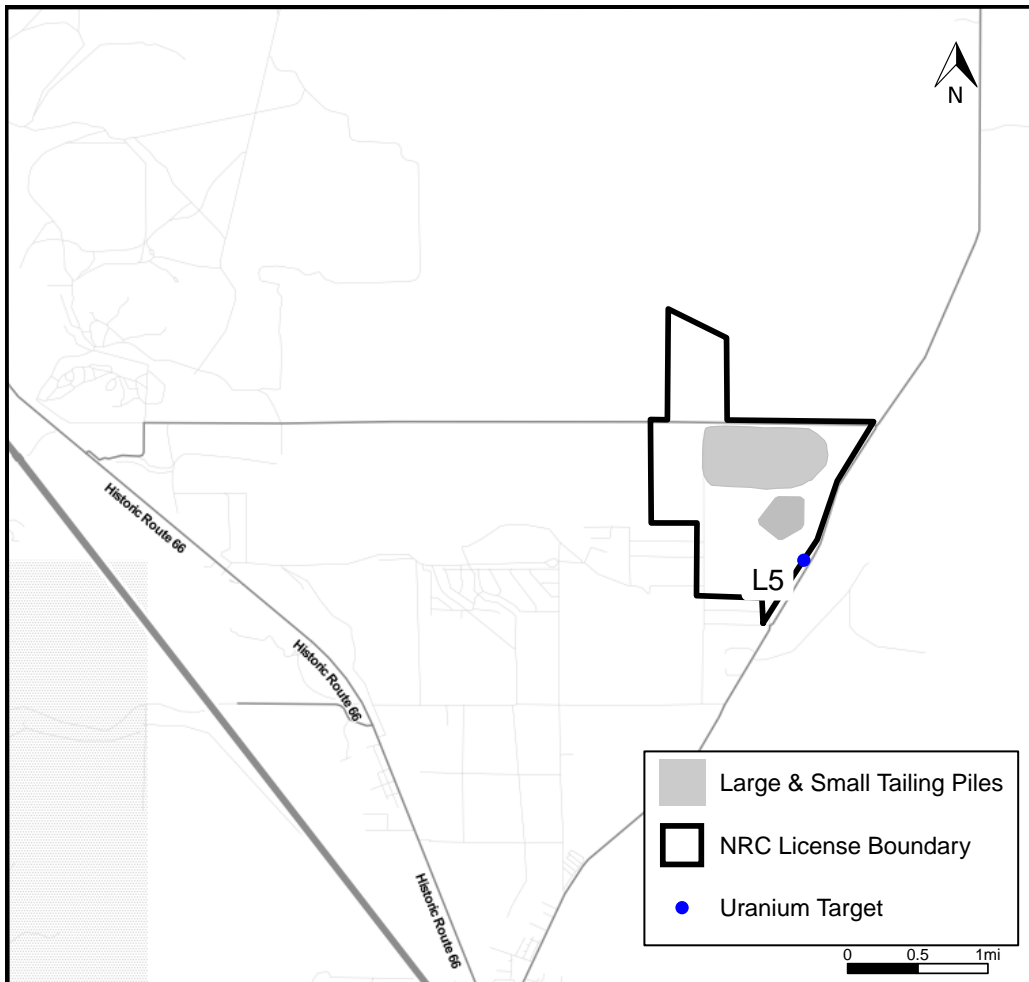 N
Historic Route 66
L5
Historic Route 66
Large & Small Tailing Piles
NRC License Boundary
Historic Route 66
Uranium Target
0 0.5 1mi